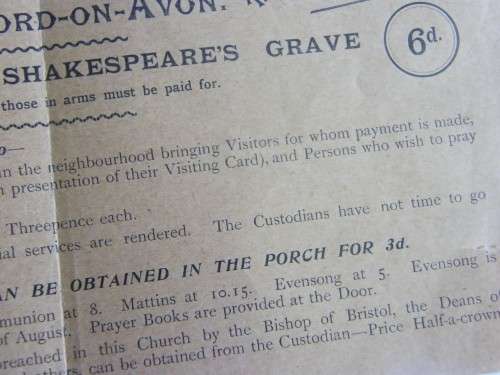 ORD-ON-AVON.
SHAKESPEARE'S GRAVE 6d.
those in arms must be paid for.
o—
in the neighbourhood bringing Visitors for whom payment is made,
n presentation of their Visiting Card), and Persons who wish to pray
Threepence each.
ial services are rendered. The Custodians have not time to go
AN BE OBTAINED IN THE PORCH FOR 3d.
munion at 8. Mattins at 10.15. Evensong at 5. Evensong is
of August. Prayer Books are provided at the Door.
preached in this Church by the Bishop of Bristol, the Deans of
others, can be obtained from the Custodian—Price Half-a-crown